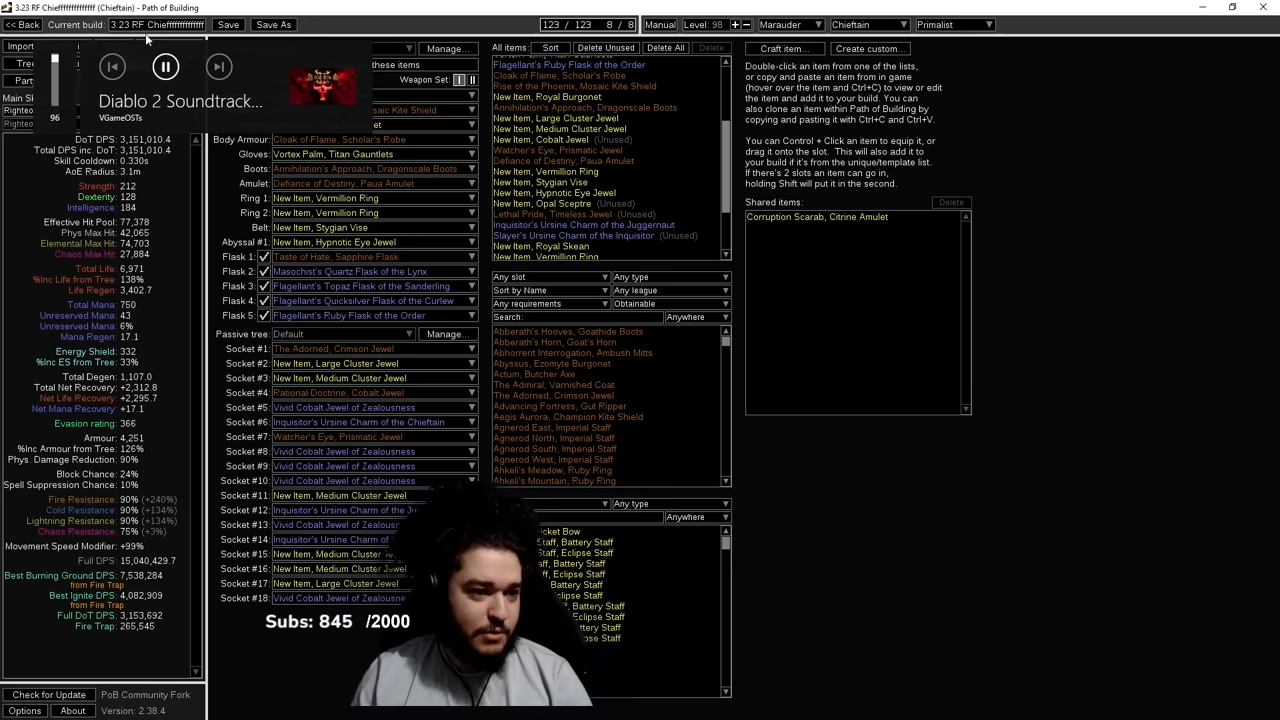 3.23 RF Chieffffffffffffff (Chieftain) - Path of Building
<< Back
Current build:
3.23 RF Chieffffffffffffff
Save
Save As
123 / 123 8 / 8
Manual
Level: 98
Marauder
Chieftain
Primalist
Diablo 2 Soundtrack...
VGameOSTs
96
DoT DPS: 3,151,010.4
Total DPS inc. DoT: 3,151,010.4
Skill Cooldown: 0.330s
AoE Radius: 3.1m
Strength: 212
Dexterity: 128
Intelligence: 184
Effective Hit Pool: 77,378
Phys Max Hit: 42,065
Elemental Max Hit: 74,703
Chaos Max Hit: 27,884
Total Life: 6,971
%Inc Life from Tree: 138%
Life Regen: 3,402.7
Total Mana: 750
Unreserved Mana: 43
Unreserved Mana: 6%
Mana Regen: 17.1
Energy Shield: 332
%Inc ES from Tree: 33%
Total Degen: 1,107.0
Total Net Recovery: +2,312.8
Net Life Recovery: +2,295.7
Net Mana Recovery: +17.1
Evasion rating: 366
Armour: 4,251
%Inc Armour from Tree: 126%
Phys. Damage Reduction: 90%
Block Chance: 24%
Spell Suppression Chance: 10%
Fire Resistance: 90% (+240%)
Cold Resistance: 90% (+134%)
Lightning Resistance: 90% (+134%)
Chaos Resistance: 75% (+3%)
Movement Speed Modifier: +99%
Full DPS: 15,040,429.7
Best Burning Ground DPS: 7,538,284
from Fire Trap
Best Ignite DPS: 4,082,909
from Fire Trap
Full DoT DPS: 3,153,692
Fire Trap: 265,545
Check for Update
PoB Community Fork
Options
About
Version: 2.38.4
Manage...
these items
Weapon Set: I II
Body Armour: Cloak of Flame, Scholar's Robe
Gloves: Vortex Palm, Titan Gauntlets
Boots: Annihilation's Approach, Dragonscale Boots
Amulet: Defiance of Destiny, Paua Amulet
Ring 1: New Item, Vermillion Ring
Ring 2: New Item, Vermillion Ring
Belt: New Item, Stygian Vise
Abyssal #1: New Item, Hypnotic Eye Jewel
Flask 1: Taste of Hate, Sapphire Flask
Flask 2: Masochist's Quartz Flask of the Lynx
Flask 3: Flagellant's Topaz Flask of the Sanderling
Flask 4: Flagellant's Quicksilver Flask of the Curlew
Flask 5: Flagellant's Ruby Flask of the Order
Passive tree: Default
Manage...
Socket #1: The Adorned, Crimson Jewel
Socket #2: New Item, Large Cluster Jewel
Socket #3: New Item, Medium Cluster Jewel
Socket #4: Rational Doctrine, Cobalt Jewel
Socket #5: Vivid Cobalt Jewel of Zealousness
Socket #6: Inquisitor's Ursine Charm of the Chieftain
Socket #7: Watcher's Eye, Prismatic Jewel
Socket #8: Vivid Cobalt Jewel of Zealousness
Socket #9: Vivid Cobalt Jewel of Zealousness
Socket #10: Vivid Cobalt Jewel of Zealousness
Socket #11: New Item, Medium Cluster Jewel
Socket #12: Inquisitor's Ursine Charm of the Ju
Socket #13: Vivid Cobalt Jewel of Zealousnes
Socket #14: Inquisitor's Ursine Charm of
Socket #15: New Item, Medium Cluster
Socket #16: New Item, Medium Cluster Jewel
Socket #17: New Item, Large Cluster Jewel
Socket #18: Vivid Cobalt Jewel of Zealousness
Subs: 845 /2000
All items:
Sort
Delete Unused
Delete All
Delete
Flagellant's Ruby Flask of the Order
Cloak of Flame, Scholar's Robe
Rise of the Phoenix, Mosaic Kite Shield
New Item, Royal Burgonet
Annihilation's Approach, Dragonscale Boots
New Item, Large Cluster Jewel
New Item, Medium Cluster Jewel
New Item, Cobalt Jewel (Unused)
Watcher's Eye, Prismatic Jewel
Defiance of Destiny, Paua Amulet
New Item, Vermillion Ring
New Item, Stygian Vise
New Item, Hypnotic Eye Jewel
New Item, Opal Sceptre (Unused)
Lethal Pride, Timeless Jewel (Unused)
Inquisitor's Ursine Charm of the Juggernaut
Slayer's Ursine Charm of the Inquisitor (Unused)
New Item, Royal Skean
New Item, Vermillion Ring
Any slot
Any type
Sort by Name
Any league
Any requirements
Obtainable
Search:
Anywhere
Abberath's Hooves, Goathide Boots
Abberath's Horn, Goat's Horn
Abhorrent Interrogation, Ambush Mitts
Abyssus, Ezomyte Burgonet
Actum, Butcher Axe
The Admiral, Varnished Coat
The Adorned, Crimson Jewel
Advancing Fortress, Gut Ripper
Aegis Aurora, Champion Kite Shield
Agnerod East, Imperial Staff
Agnerod North, Imperial Staff
Agnerod South, Imperial Staff
Agnerod West, Imperial Staff
Ahkeli's Meadow, Ruby Ring
Ahkeli's Mountain, Ruby Ring
Any type
Anywhere
Craft item...
Create custom...
Double-click an item from one of the lists,
or copy and paste an item from in game
(hover over the item and Ctrl+C) to view or edit
the item and add it to your build. You can
also clone an item within Path of Building by
copying and pasting it with Ctrl+C and Ctrl+V.
You can Control + Click an item to equip it, or
drag it onto the slot. This will also add it to
your build if it's from the unique/template list.
If there's 2 slots an item can go in,
holding Shift will put it in the second.
Shared items:
Delete
Corruption Scarab, Citrine Amulet